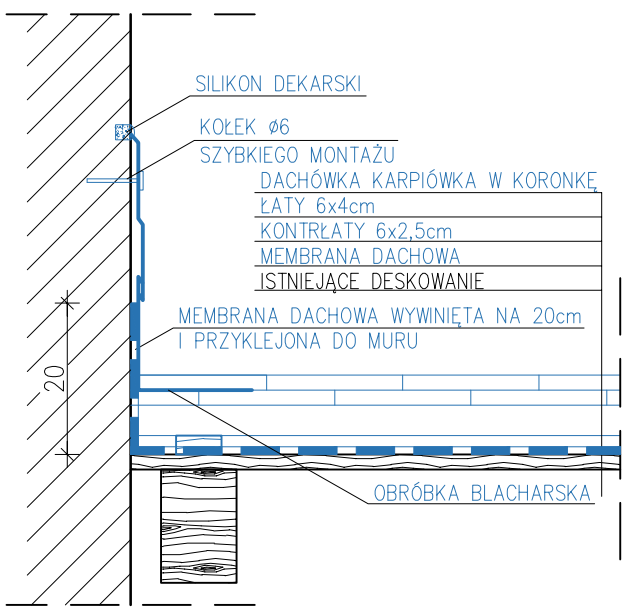 SILIKON DEKARSKI
KOŁEK ø6
SZYBKIEGO MONTAŻU
DACHÓWKA KARPIÓWKA W KORONKĘ
ŁATY 6x4cm
KONTRŁATY 6x2,5cm
MEMBRANA DACHOWA
ISTNIEJĄCE DESKOWANIE
MEMBRANA DACHOWA WYWINIĘTA NA 20cm
I PRZYKLEJONA DO MURU
20
OBRÓBKA BLACHARSKA